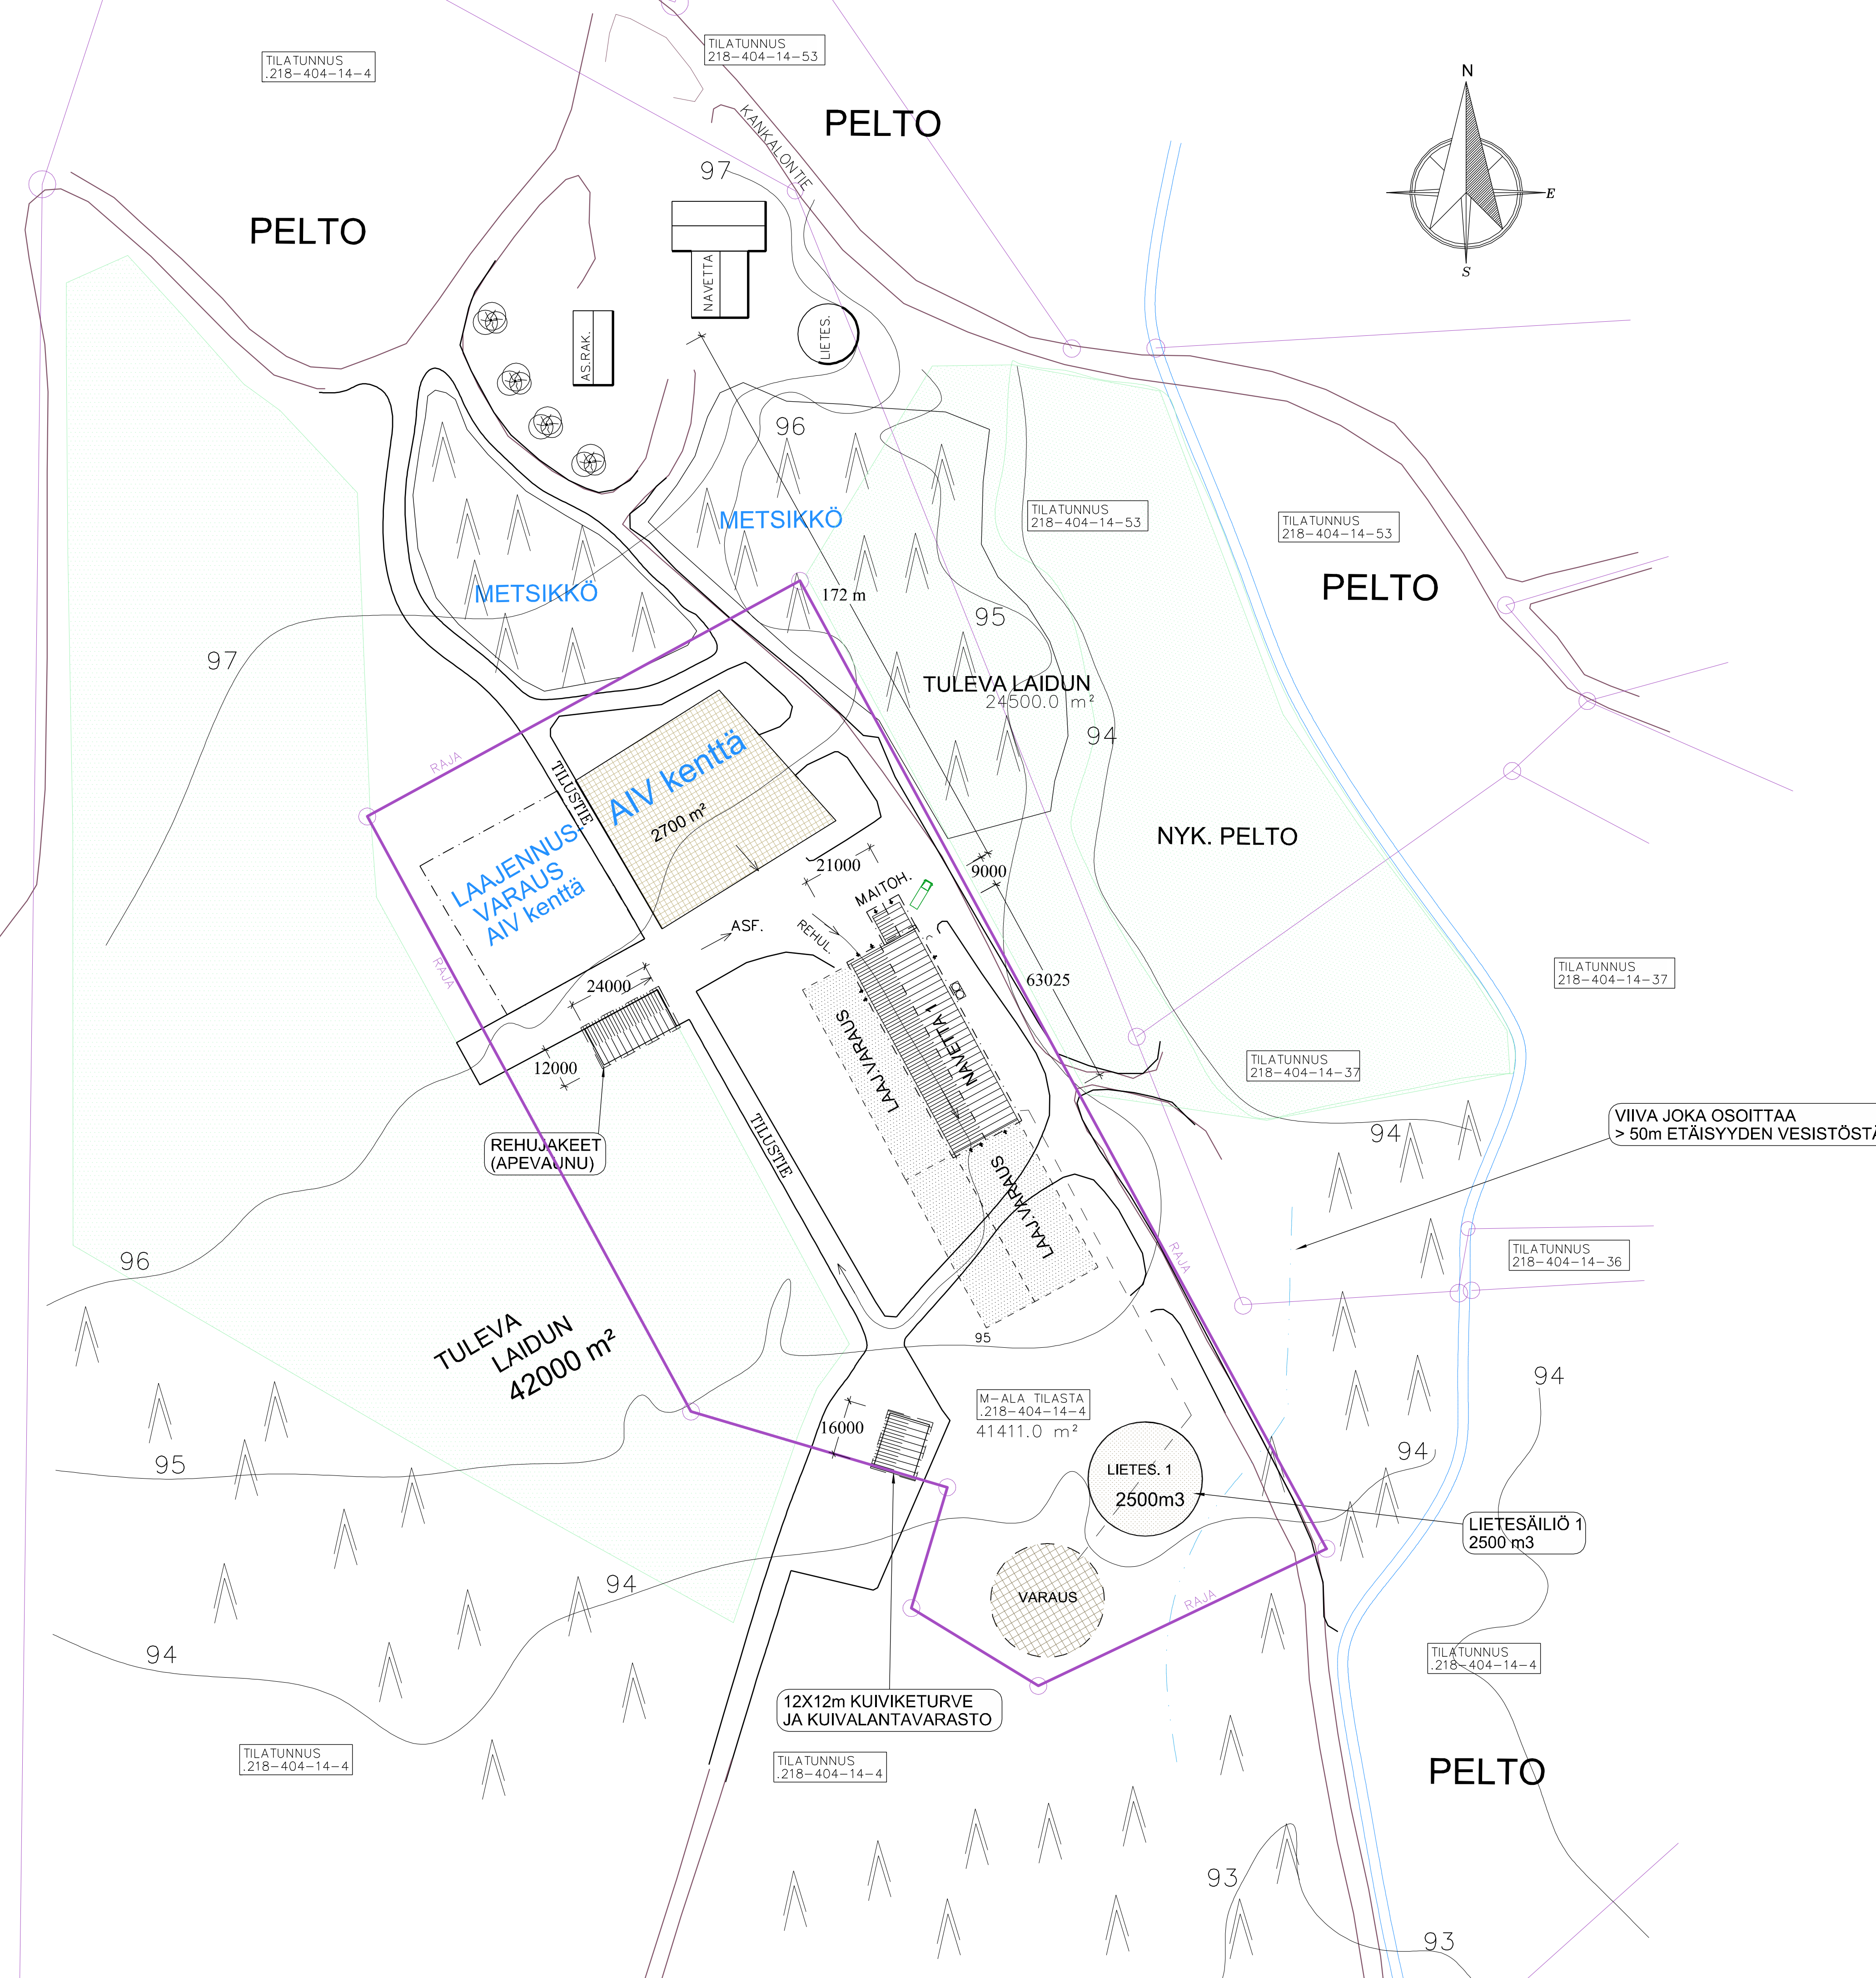 TILATUNNUS
.218-404-14-4
TILATUNNUS
218-404-14-53
PELTO
KANKALONTIE
N
E
S
97
PELTO
NAVETTA
AS.RAK.
LIETES.
96
METSIKKÖ
METSIKKÖ
TILATUNNUS
218-404-14-53
TILATUNNUS
218-404-14-53
PELTO
172 m
95
97
TULEVA LAIDUN
24500.0 m²
94
RAJA
TILUSTIE
AIV kenttä
2700 m²
LAAJENNUS-
VARAUS
AIV kenttä
NYK. PELTO
21000
9000
MAITOH.
ASF.
REHUL.
RAJA
24000
63025
TILATUNNUS
218-404-14-37
12000
LAAJ.VARAUS
NAVETTA 1
TILATUNNUS
218-404-14-37
VIIVA JOKA OSOITTAA
> 50m ETÄISYYDEN VESISTÖSTÄ
94
REHUJAKEET
(APEVAUNU)
TILUSTIE
LAAJ.VARAUS
96
RAJA
TILATUNNUS
218-404-14-36
TULEVA
LAIDUN
42000 m²
95
94
M-ALA TILASTA
.218-404-14-4
41411.0 m²
16000
95
94
LIETES. 1
2500m3
LIETESÄILIÖ 1
2500 m3
94
VARAUS
RAJA
94
TILATUNNUS
.218-404-14-4
12X12m KUIVIKETURVE
JA KUIVALANTAVARASTO
TILATUNNUS
.218-404-14-4
TILATUNNUS
.218-404-14-4
PELTO
93
93